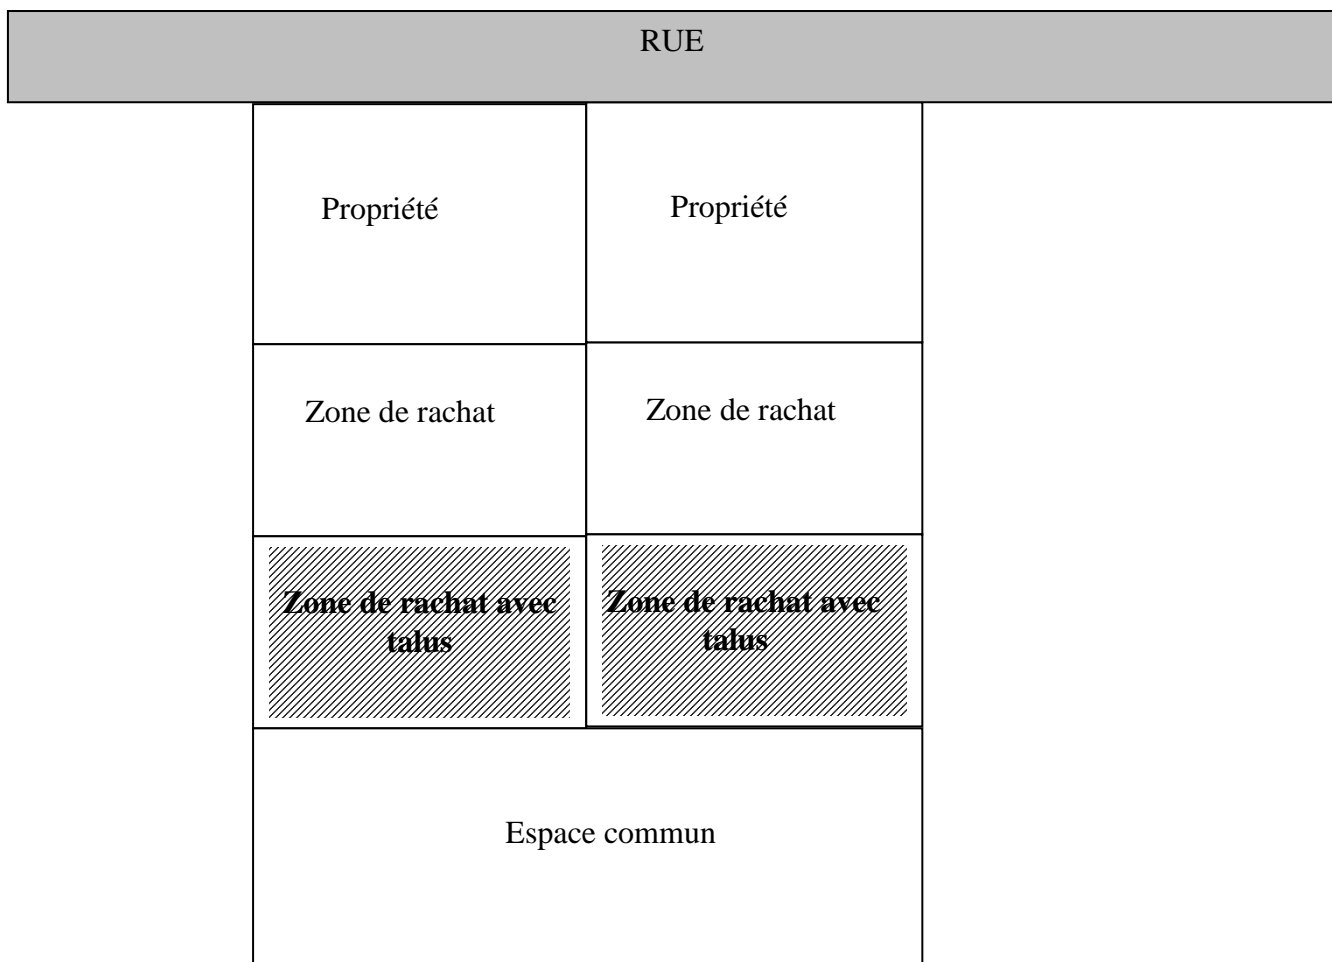 RUE
Propriété
Propriété
Zone de rachat
Zone de rachat
Zone de rachat avec
talus
Zone de rachat avec
talus
Espace commun